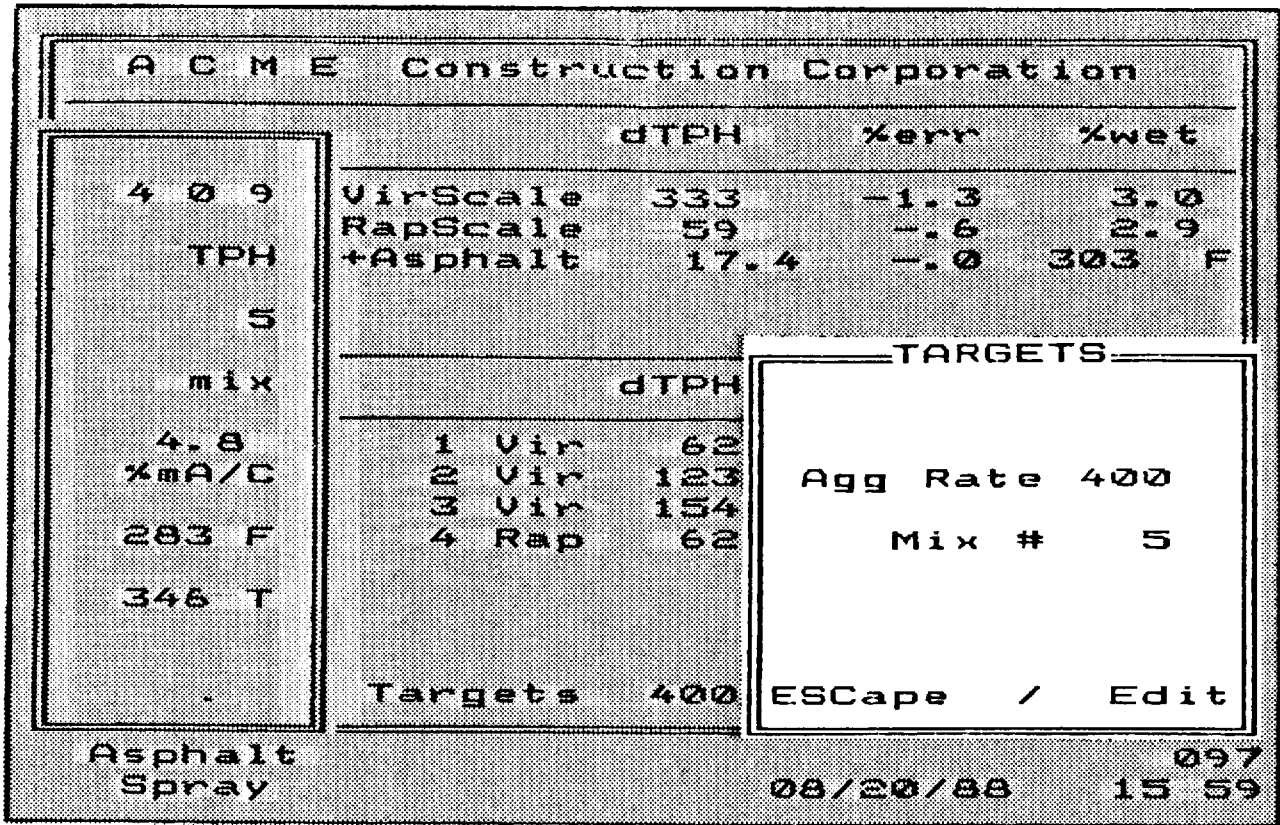 A C M E Construction Corporation
dTPH %err %wet
4 0 9
TPH
5
mix
4.8
%mA/C
283 F
346 T
VirScale 333 -1.3 3.0
RapScale 59 -.6 2.9
+Asphalt 17.4 -.0 303 F
dTPH
1 Vir 62
2 Vir 123
3 Vir 154
4 Rap 62
Targets 400
TARGETS
Agg Rate 400
Mix # 5
ESCape / Edit
Asphalt
Spray
097
08/20/88 15 59